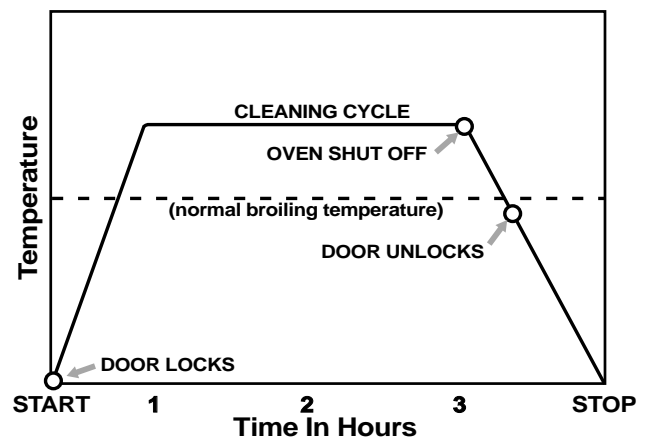 CLEANING CYCLE
OVEN SHUT OFF
(normal broiling temperature)
DOOR UNLOCKS
DOOR LOCKS
Temperature
START 1 2 3 STOP
Time In Hours